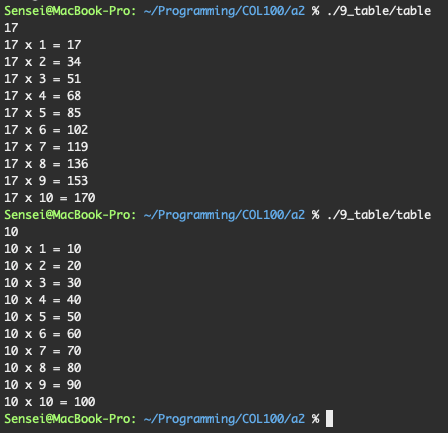 Sensei@MacBook-Pro: ~/Programming/COL100/a2 % ./9_table/table
17
17 x 1 = 17
17 x 2 = 34
17 x 3 = 51
17 x 4 = 68
17 x 5 = 85
17 x 6 = 102
17 x 7 = 119
17 x 8 = 136
17 x 9 = 153
17 x 10 = 170
Sensei@MacBook-Pro: ~/Programming/COL100/a2 % ./9_table/table
10
10 x 1 = 10
10 x 2 = 20
10 x 3 = 30
10 x 4 = 40
10 x 5 = 50
10 x 6 = 60
10 x 7 = 70
10 x 8 = 80
10 x 9 = 90
10 x 10 = 100
Sensei@MacBook-Pro: ~/Programming/COL100/a2 %